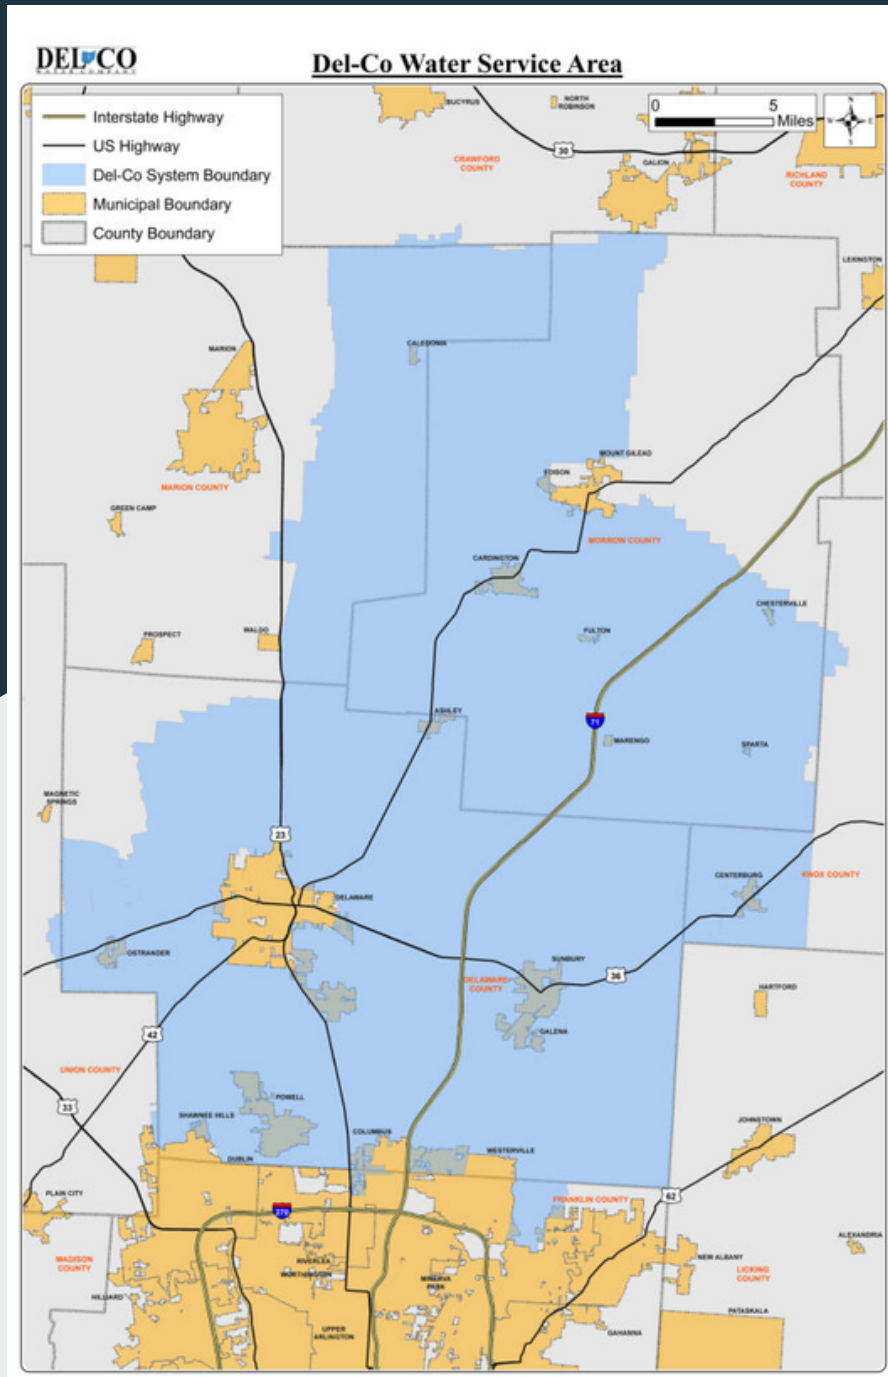 DEL-CO
WATER COMPANY
Del-Co Water Service Area
Interstate Highway
US Highway
Del-Co System Boundary
Municipal Boundary
County Boundary
0 5
Miles
N
W E
S
BUCYRUS
NORTH
ROBINSON
30
CRAWFORD
COUNTY
GALION
RICHLAND
COUNTY
LEXINGTON
MARION
CALEDONIA
MARION COUNTY
MOUNT GILEAD
EDISON
GREEN CAMP
MORROW COUNTY
CARDINGTON
CHESTERVILLE
PROSPECT
WALDO
FULTON
ASHLEY
71
MARENGO
SPARTA
MAGNETIC
SPRINGS
23
CENTERBURG
KNOX COUNTY
DELAWARE
OSTRANDER
SUNBURY
36
DELAWARE
COUNTY
HARTFORD
GALENA
42
UNION COUNTY
POWELL
33
SHAWNEE HILLS
COLUMBUS
JOHNSTOWN
DUBLIN
WESTERVILLE
PLAIN CITY
FRANKLIN COUNTY
62
270
ALEXANDRIA
MADISON
COUNTY
NEW ALBANY
RIVERLEA
WORTHINGTON
MINERVA
PARK
LICKING
COUNTY
HILLIARD
PATASKALA
UPPER
ARLINGTON
GAHANNA